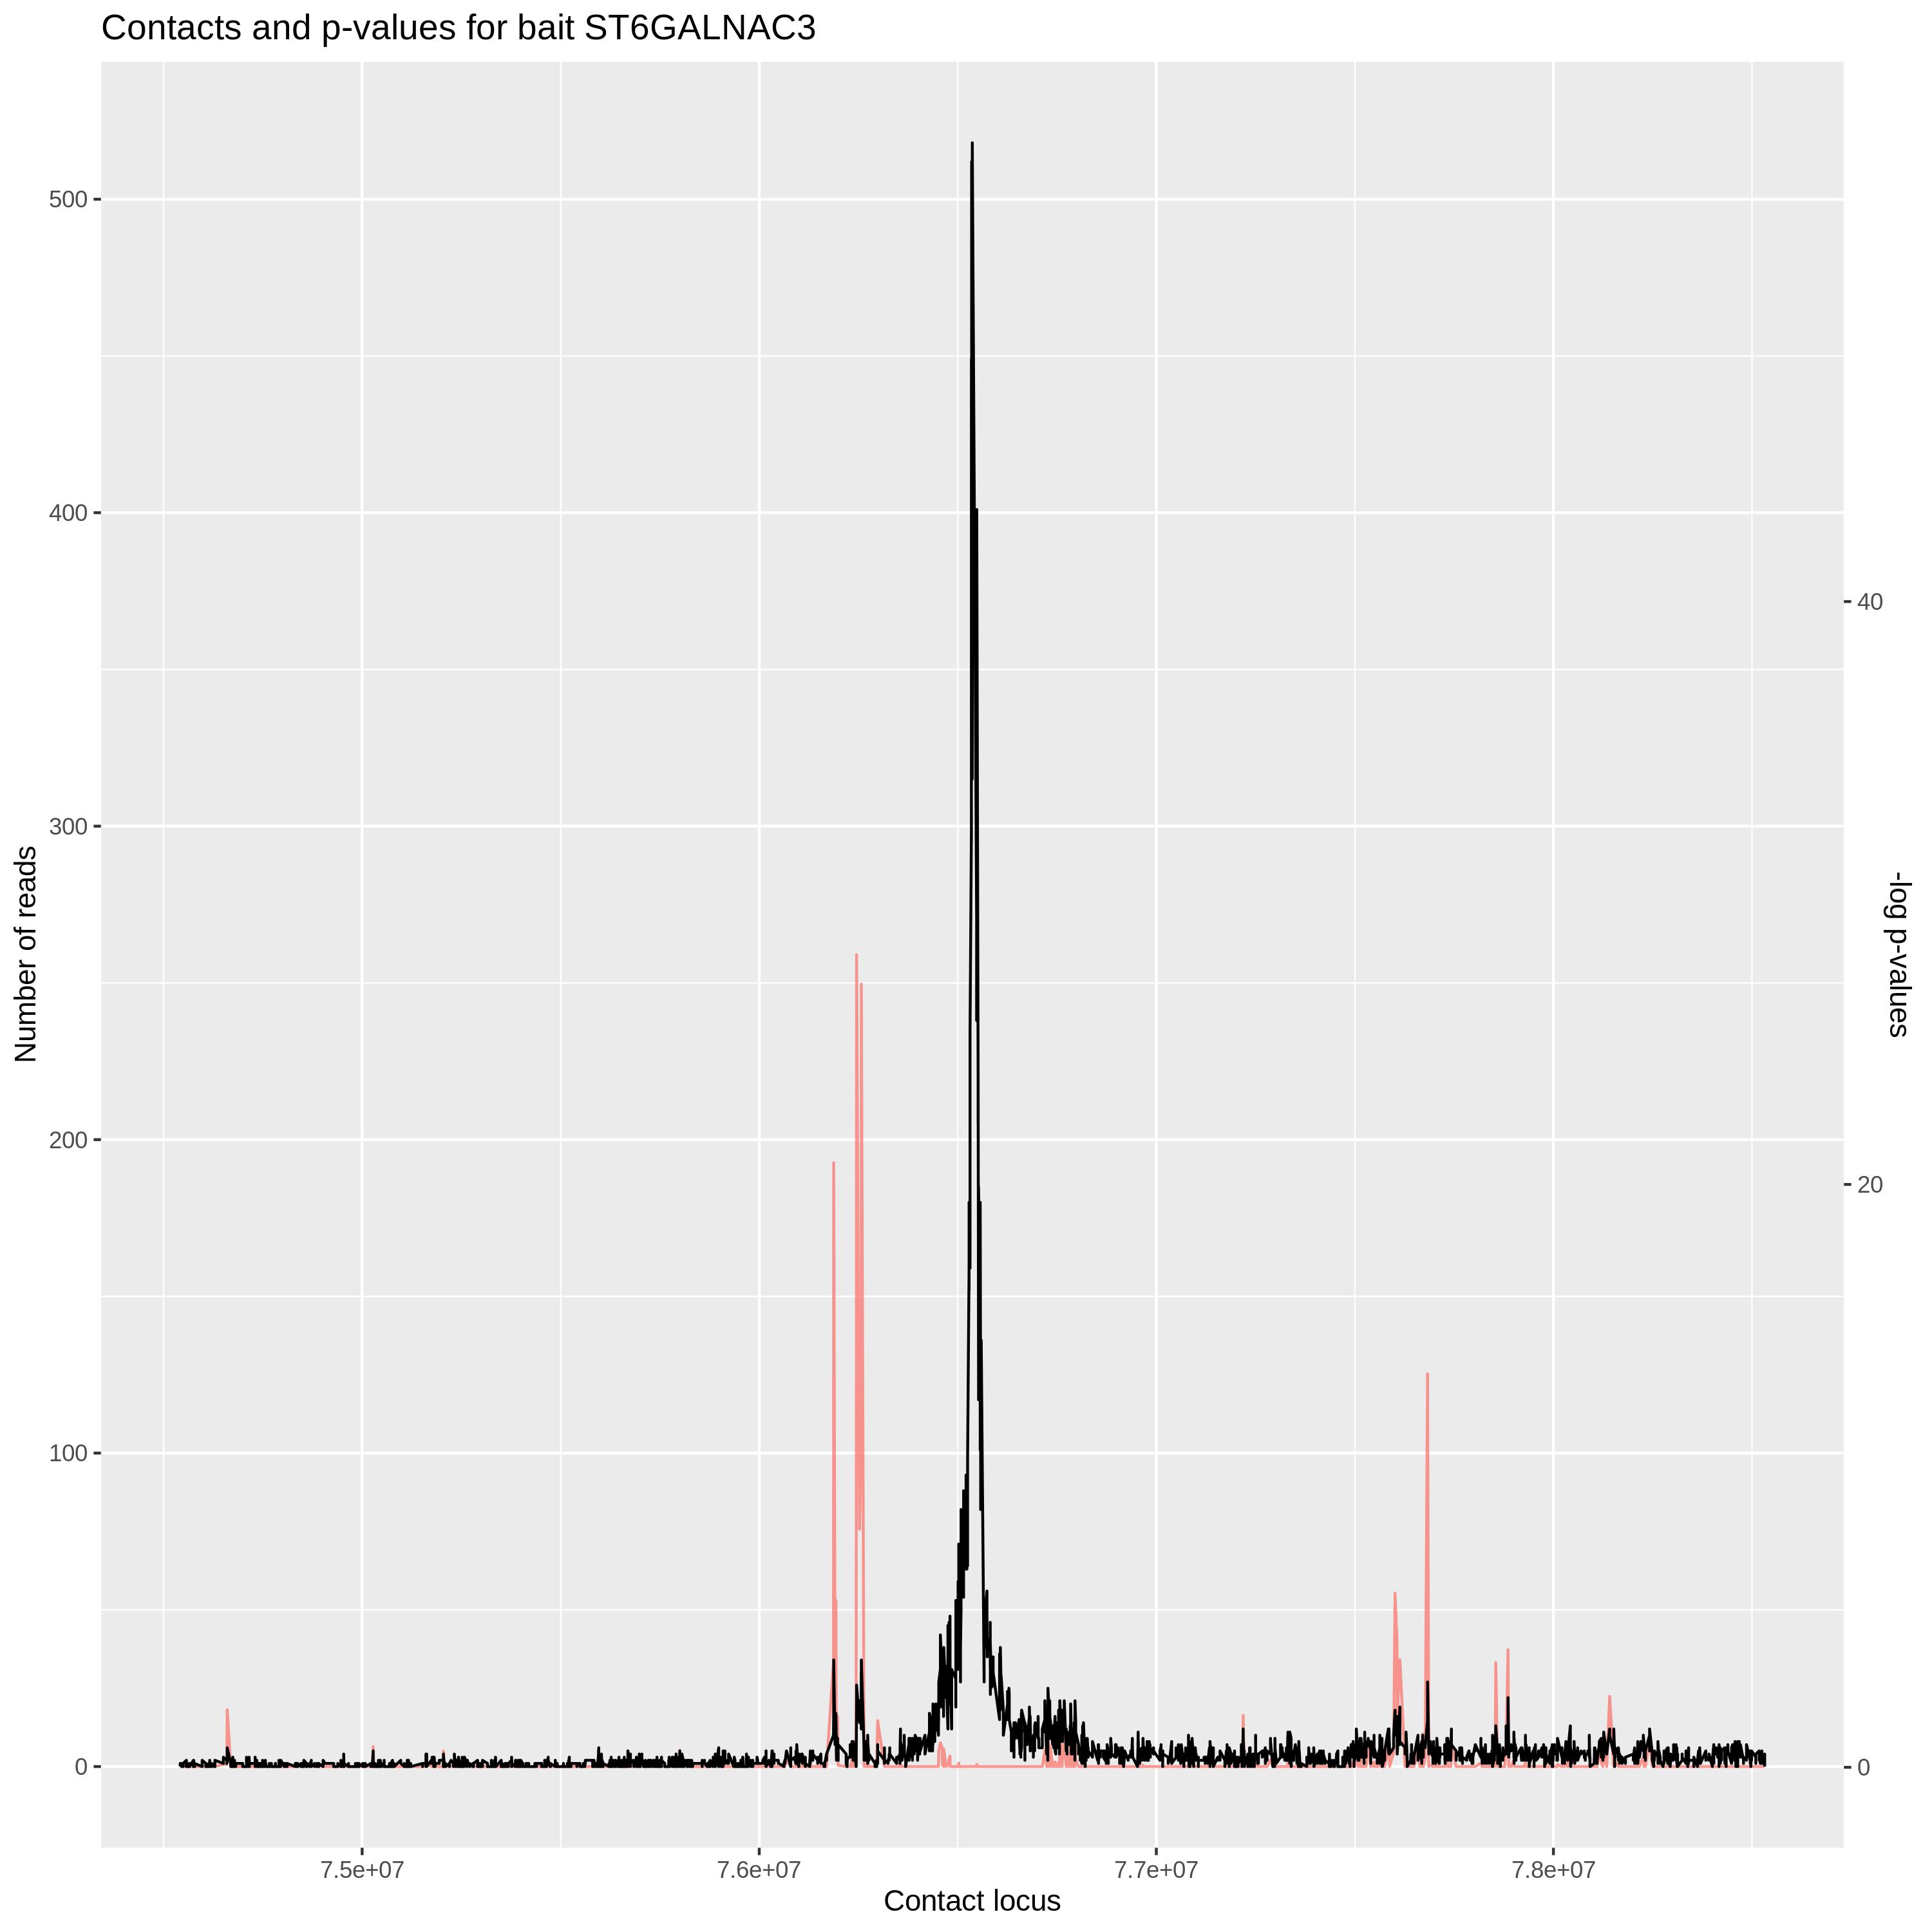 Contacts and p-values for bait ST6GALNAC3
500
400
300
200
100
0
Number of reads
40
20
0
-log p-values
7.5e+07
7.6e+07
7.7e+07
7.8e+07
Contact locus